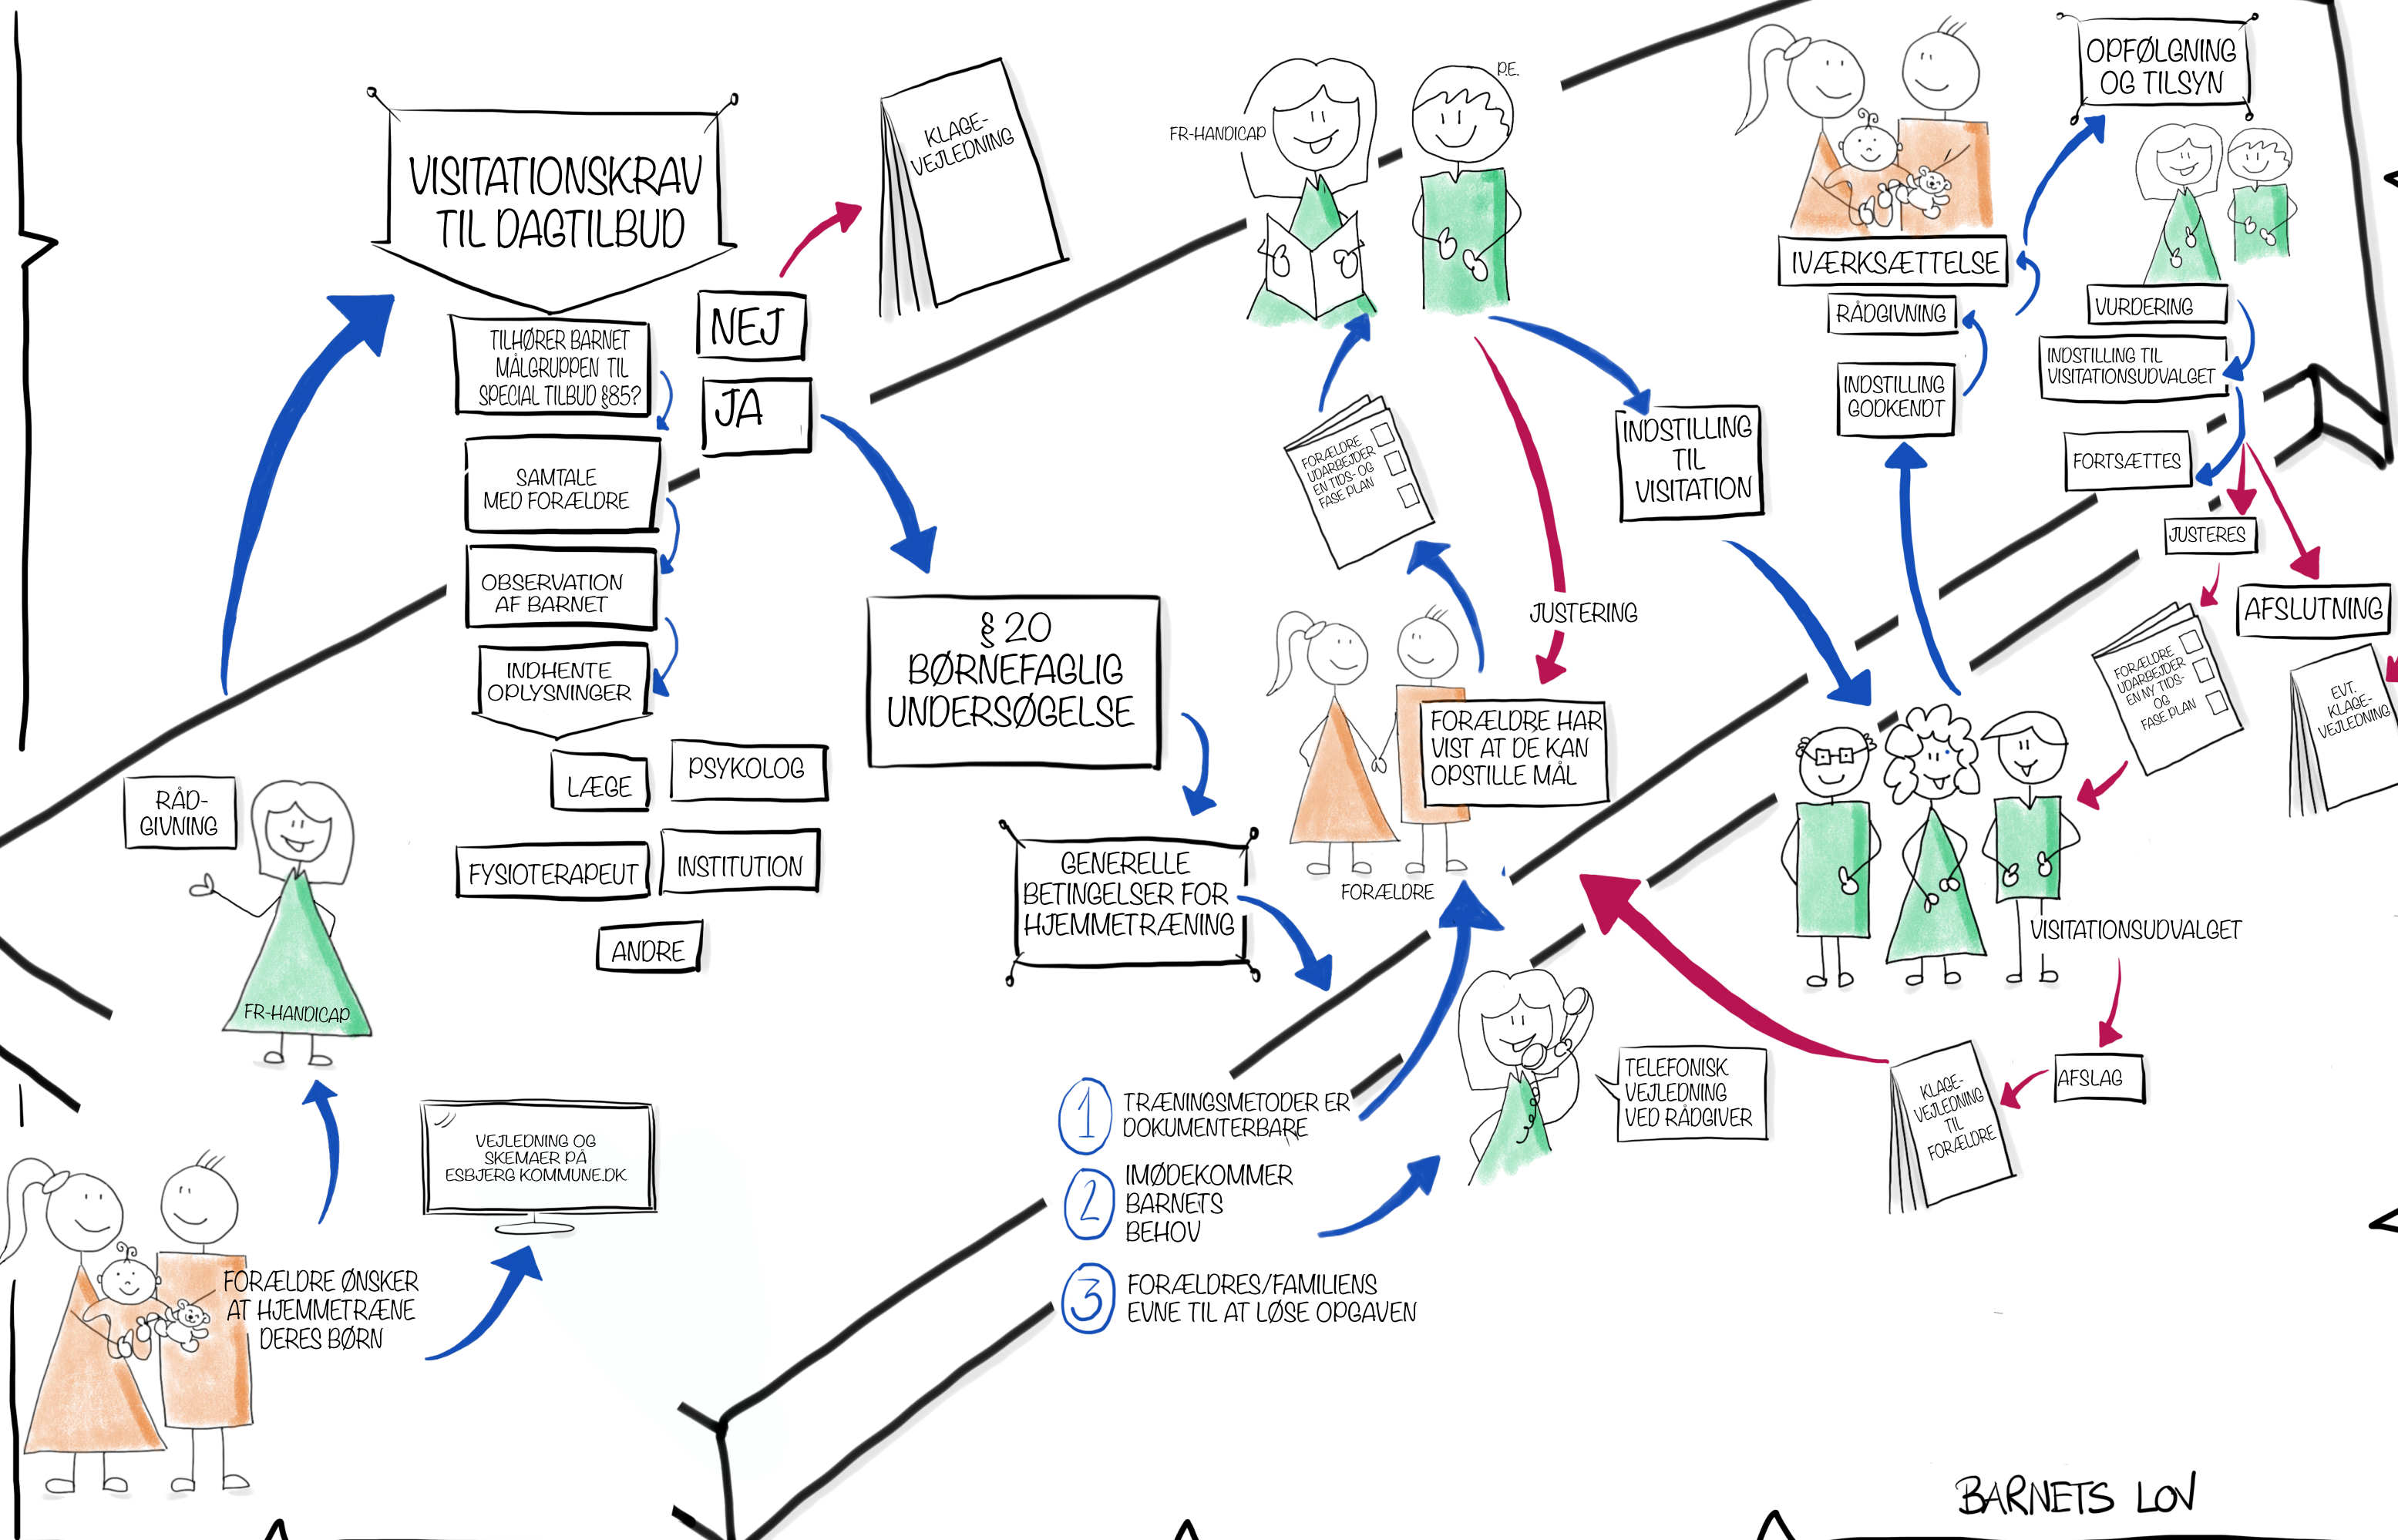 VISITATIONSKRAV
TIL DAGTILBUD
TILHØRER BARNET
MÅLGRUPPEN TIL
SPECIAL TILBUD §85?
SAMTALE
MED FORÆLDRE
OBSERVATION
AF BARNET
INDHENTE
OPLYSNINGER
LÆGE
PSYKOLOG
FYSIOTERAPEUT
INSTITUTION
ANDRE
NEJ
JA
KLAGE-
VEJLEDNING
RÅD-
GIVNING
FR-HANDICAP
FORÆLDRE ØNSKER
AT HJEMMETRÆNE
DERES BØRN
VEJLEDNING OG
SKEMAER PÅ
ESBJERG KOMMUNE.DK
§ 20
BØRNEFAGLIG
UNDERSØGELSE
GENERELLE
BETINGELSER FOR
HJEMMETRÆNING
1 TRÆNINGSMETODER ER
DOKUMENTERBARE
2 IMØDEKOMMER
BARNETS
BEHOV
3 FORÆLDRES/FAMILIENS
EVNE TIL AT LØSE OPGAVEN
TELEFONISK
VEJLEDNING
VED RÅDGIVER
FORÆLDRE
FORÆLDRE HAR
VIST AT DE KAN
OPSTILLE MÅL
FORÆLDRE
UDARBEJDER
EN TIDS- OG
FASE PLAN
FR-HANDICAP
P.E.
JUSTERING
INDSTILLING
TIL
VISITATION
VISITATIONSUDVALGET
AFSLAG
KLAGE-
VEJLEDNING
TIL
FORÆLDRE
INDSTILLING
GODKENDT
RÅDGIVNING
IVÆRKSÆTTELSE
OPFØLGNING
OG TILSYN
VURDERING
INDSTILLING TIL
VISITATIONSUDVALGET
FORTSÆTTES
JUSTERES
AFSLUTNING
FORÆLDRE
UDARBEJDER
EN NY TIDS-
OG
FASE PLAN
EVT.
KLAGE-
VEJLEDNING
BARNETS LOV